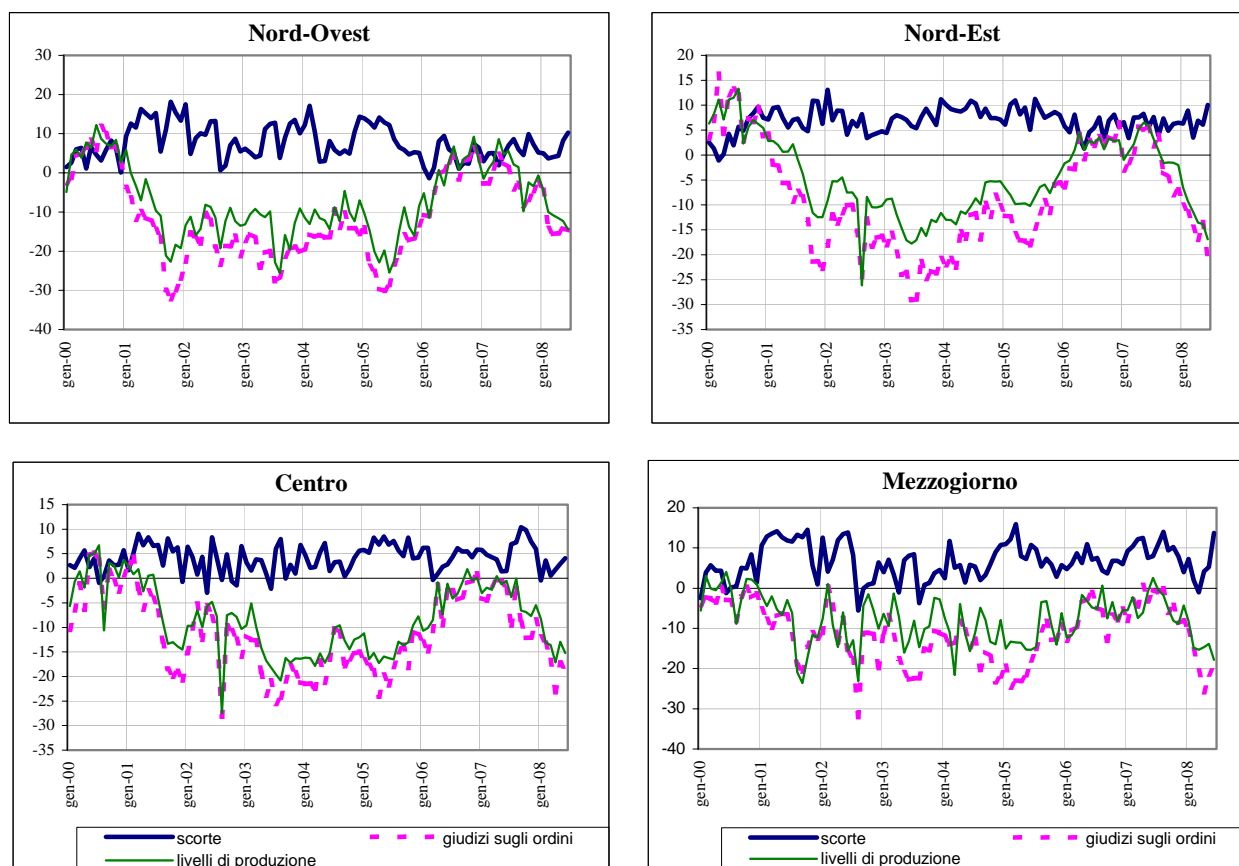 Nord-Ovest
30
20
10
0
-10
-20
-30
-40
gen-00
gen-01
gen-02
gen-03
gen-04
gen-05
gen-06
gen-07
gen-08
Nord-Est
20
15
10
5
0
-5
-10
-15
-20
-25
-30
-35
gen-00
gen-01
gen-02
gen-03
gen-04
gen-05
gen-06
gen-07
gen-08
Centro
15
10
5
0
-5
-10
-15
-20
-25
-30
-35
gen-00
gen-01
gen-02
gen-03
gen-04
gen-05
gen-06
gen-07
gen-08
scorte
giudizi sugli ordini
livelli di produzione
Mezzogiorno
20
10
0
-10
-20
-30
-40
gen-00
gen-01
gen-02
gen-03
gen-04
gen-05
gen-06
gen-07
gen-08
scorte
giudizi sugli ordini
livelli di produzione